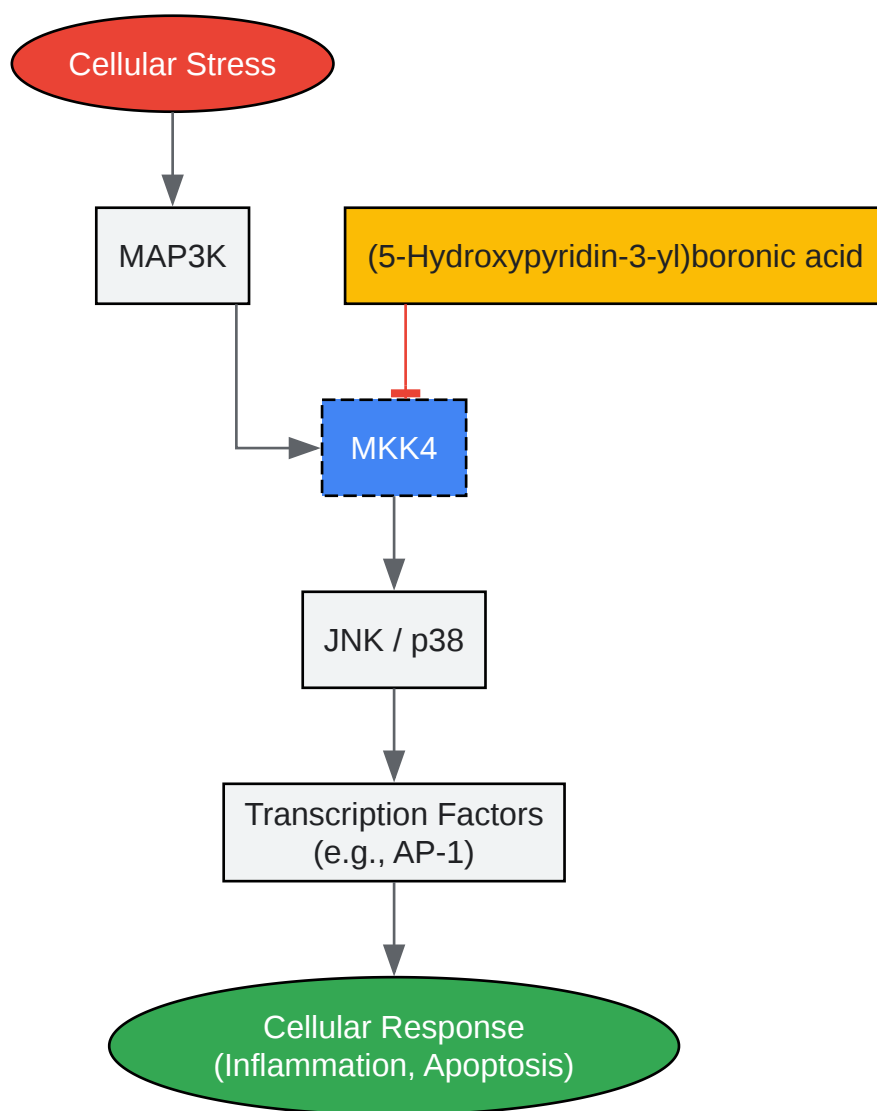 Cellular Stress
MAP3K
(5-Hydroxypyridin-3-yl)boronic acid
MKK4
JNK / p38
Transcription Factors
(e.g., AP-1)
Cellular Response
(Inflammation, Apoptosis)